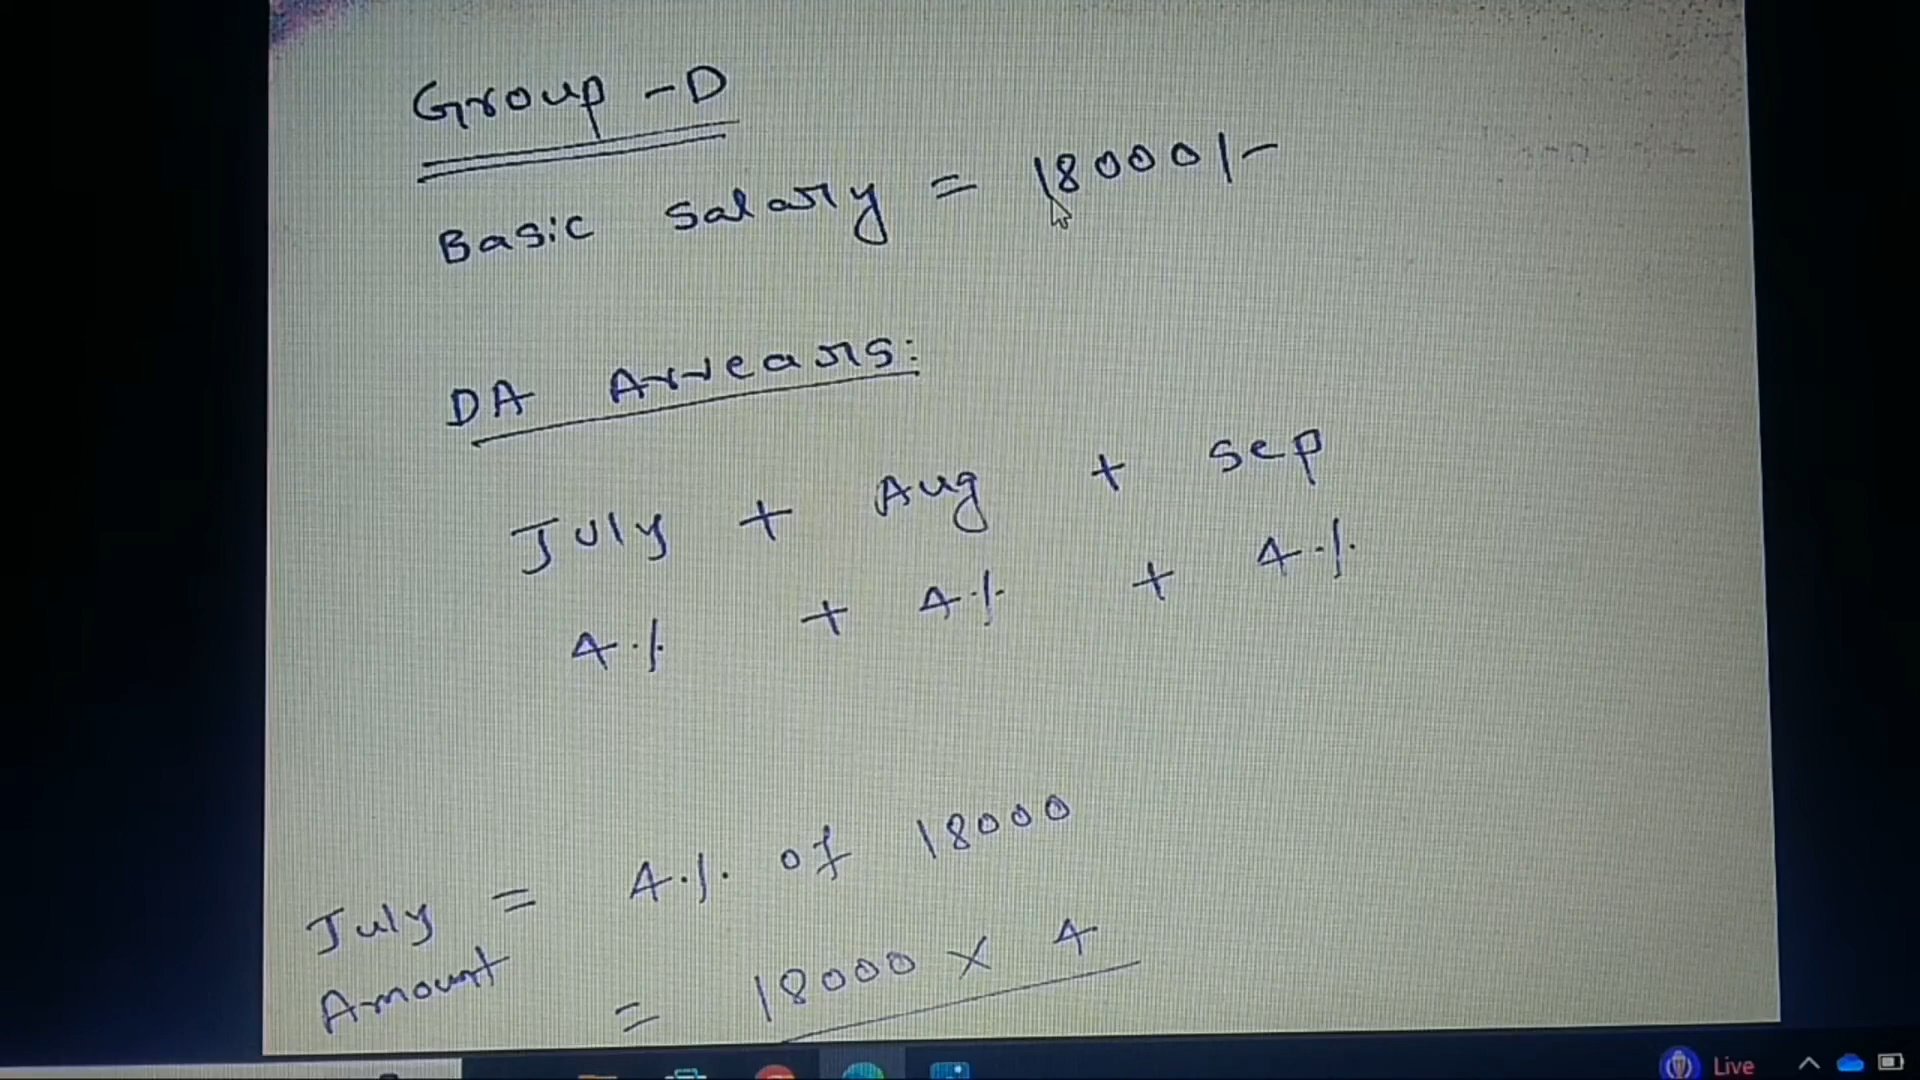 Group - D
Basic Salary = 18000/-
DA Arrears:
July + Aug + Sep
4% + 4% + 4%
July Amount = 4% of 18000
= 18000 × 4
Live